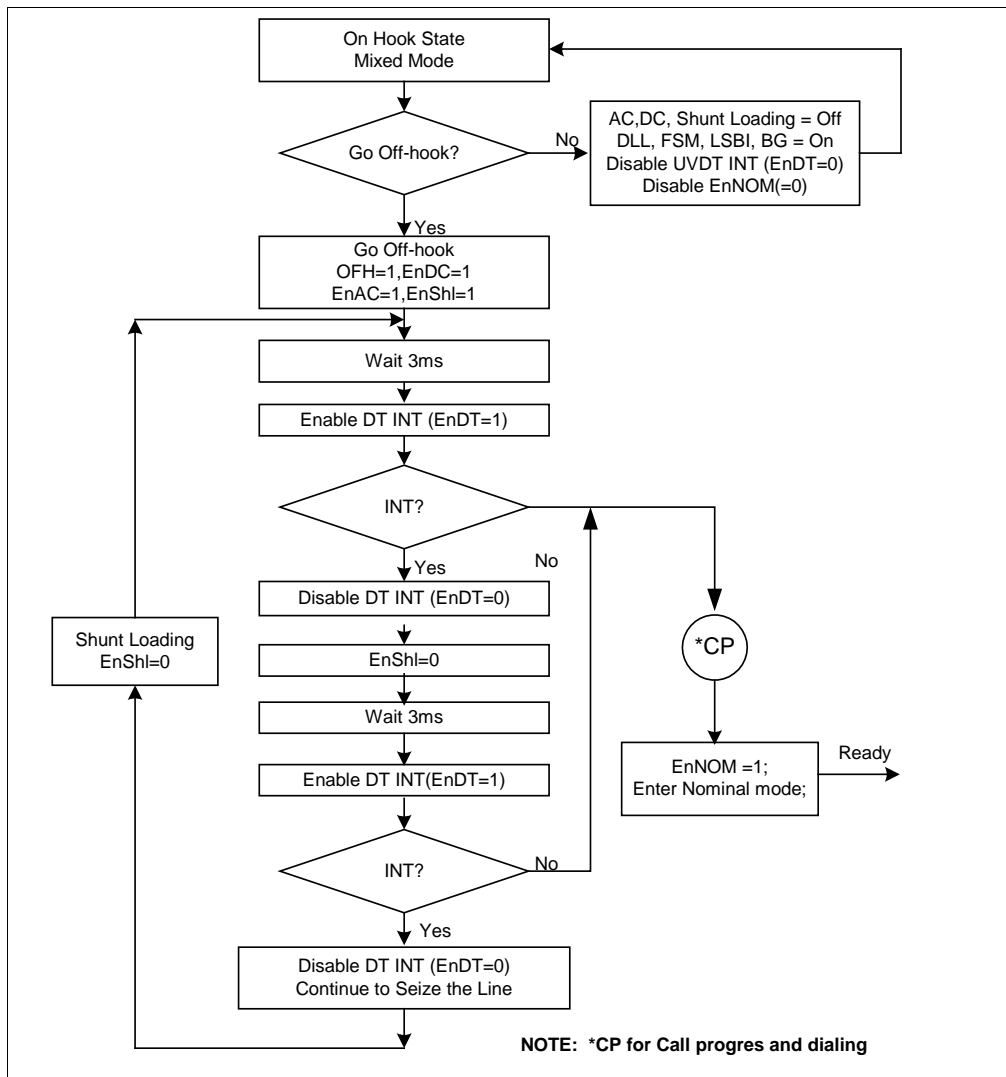 On Hook State
Mixed Mode
Go Off-hook?
No
AC,DC, Shunt Loading = Off
DLL, FSM, LSBI, BG = On
Disable UVDT INT (EnDT=0)
Disable EnNOM(=0)
Yes
Go Off-hook
OFH=1,EnDC=1
EnAC=1,EnShl=1
Wait 3ms
Enable DT INT (EnDT=1)
INT?
No
Yes
Disable DT INT (EnDT=0)
Shunt Loading
EnShl=0
EnShl=0
*CP
Wait 3ms
Enable DT INT(EnDT=1)
EnNOM =1;
Enter Nominal mode;
Ready
INT?
No
Yes
Disable DT INT (EnDT=0)
Continue to Seize the Line
NOTE: *CP for Call progres and dialing